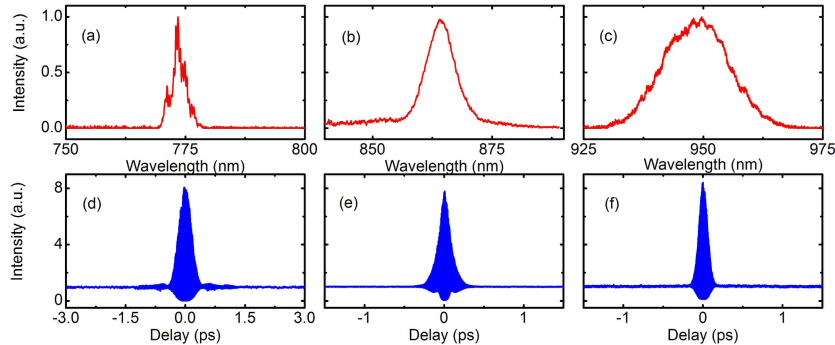 Intensity (a.u.)
1.0
0.5
0.0
(a)
(b)
(c)
750 775 800
850 875
925 950 975
Wavelength (nm)
Wavelength (nm)
Wavelength (nm)
Intensity (a.u.)
8
4
0
(d)
(e)
(f)
-3.0 -1.5 0.0 1.5 3.0
-1 0 1
-1 0 1
Delay (ps)
Delay (ps)
Delay (ps)